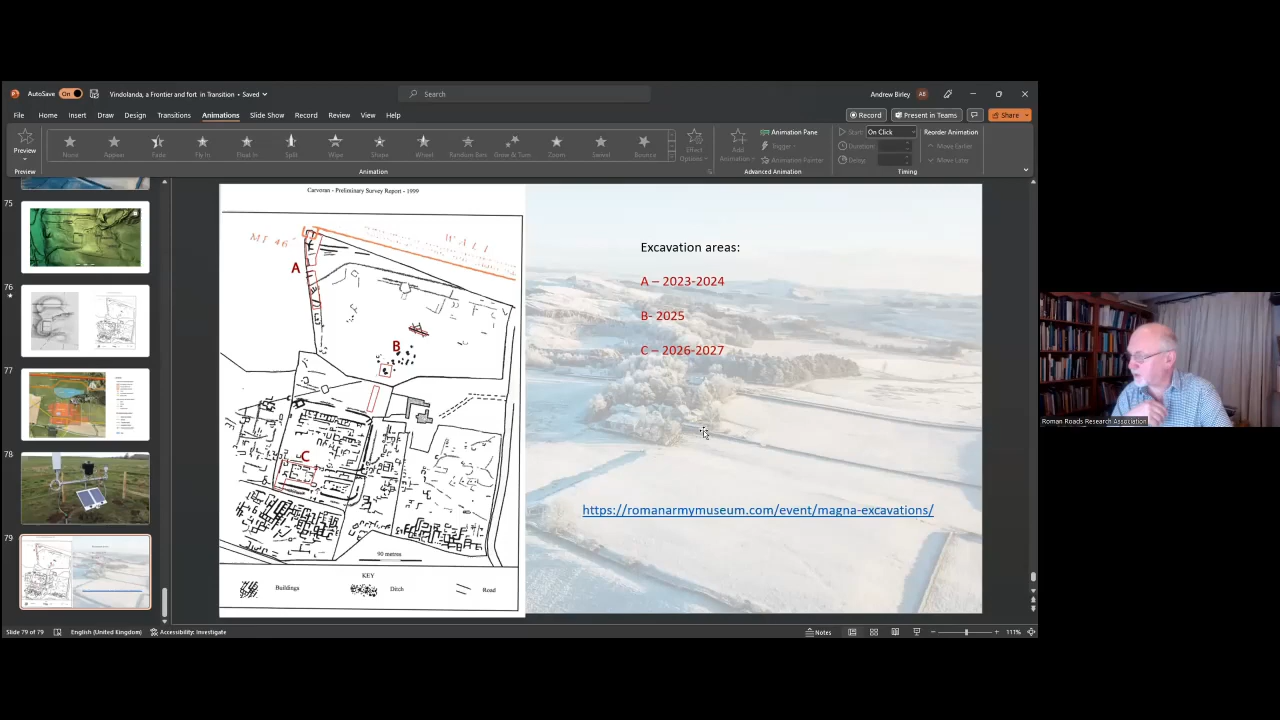 AutoSave On Vindolanda, a Frontier and fort in Transition • Saved Search Andrew Birley AB
File Home Insert Draw Design Transitions Animations Slide Show Record Review View Help Record Present in Teams Share
Preview None Appear Fade Fly In Float In Split Wipe Shape Wheel Random Bars Grow & Turn Zoom Swivel Bounce Effect Options Add Animation Animation Pane Trigger Animation Painter Start: On Click Duration: Delay: Reorder Animation Move Earlier Move Later
Preview Animation Advanced Animation Timing
75
76
77
78
79
Carvoran - Preliminary Survey Report - 1999
MT 46 WALL
A
B
C
90 metres
KEY
Buildings Ditch Road
Excavation areas:
A – 2023-2024
B- 2025
C – 2026-2027
https://romanarmymuseum.com/event/magna-excavations/
Roman Roads Research Association
Slide 79 of 79 English (United Kingdom) Accessibility: Investigate Notes 111%